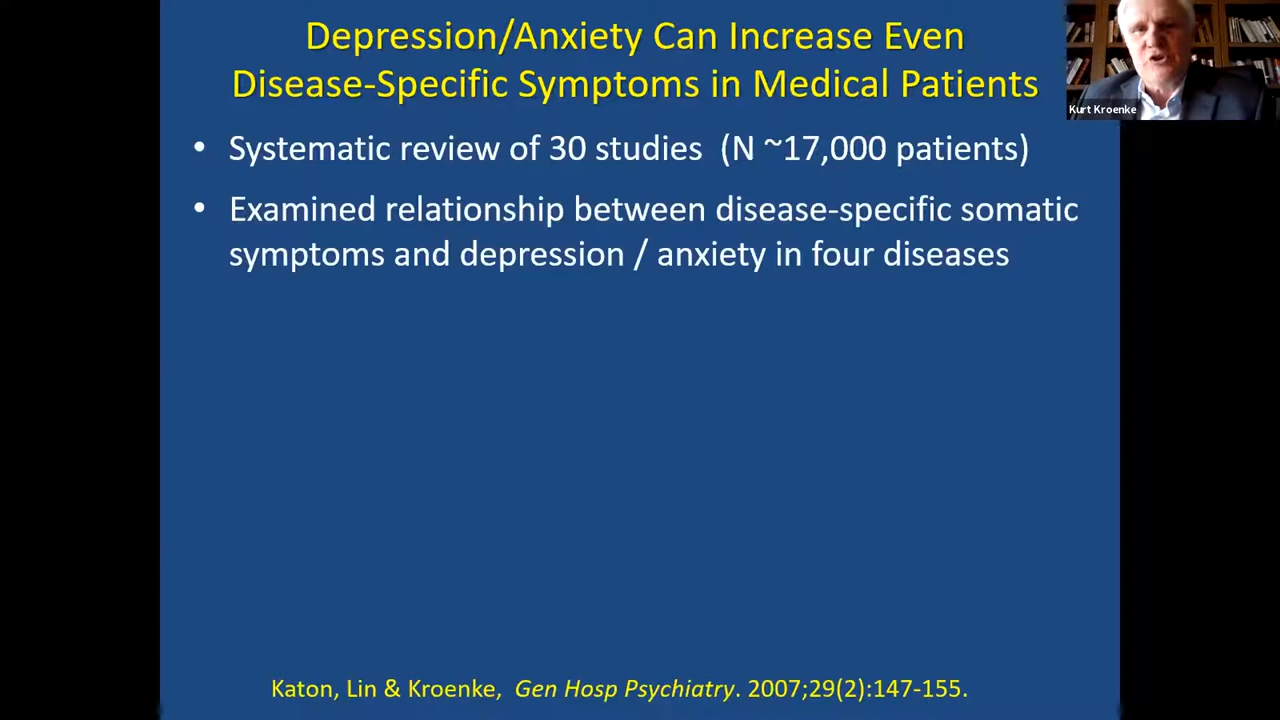 Depression/Anxiety Can Increase Even
Disease-Specific Symptoms in Medical Patients
Kurt Kroenke
• Systematic review of 30 studies (N ~17,000 patients)
• Examined relationship between disease-specific somatic
symptoms and depression / anxiety in four diseases
Katon, Lin & Kroenke, Gen Hosp Psychiatry. 2007;29(2):147-155.